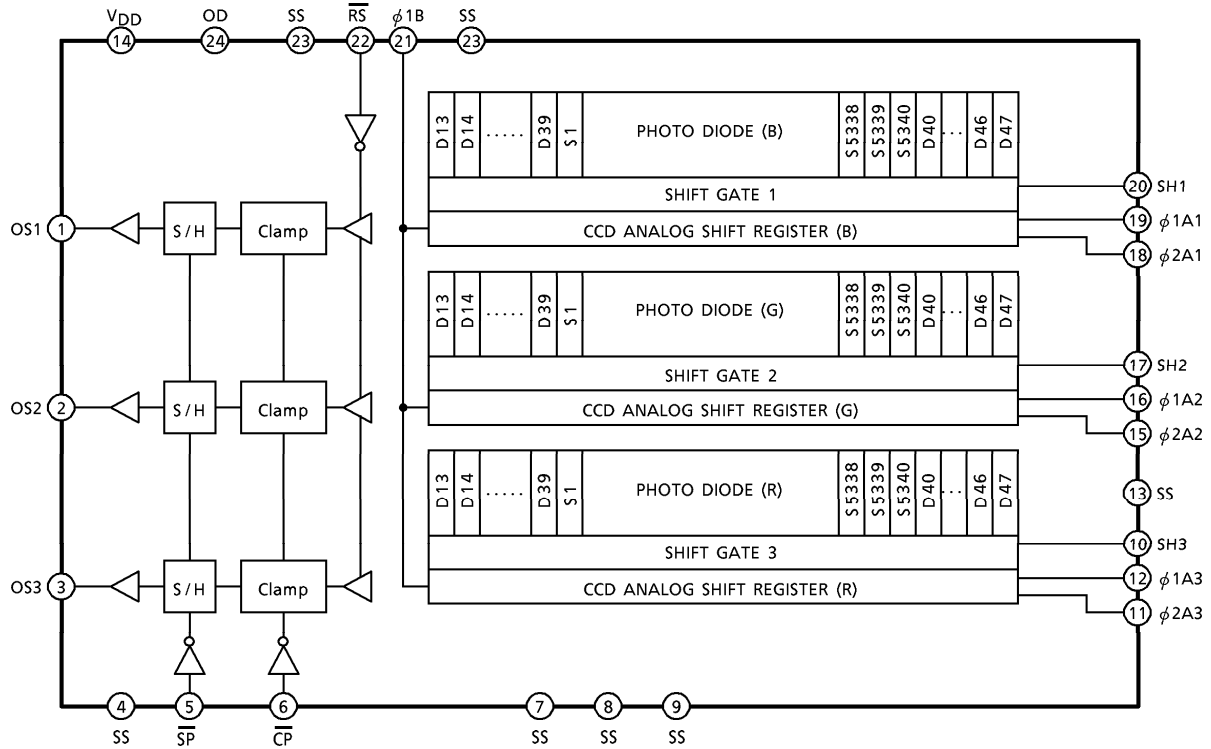 VDD OD SS RS φ1B SS
14 24 23 22 21 23
D13 D14 ..... D39 S1 PHOTO DIODE (B) S5338 S5339 S5340 D40 ... D46 D47
SHIFT GATE 1
20 SH1
CCD ANALOG SHIFT REGISTER (B)
19 φ1A1
18 φ2A1
OS1 1 S/H Clamp
D13 D14 ..... D39 S1 PHOTO DIODE (G) S5338 S5339 S5340 D40 ... D46 D47
SHIFT GATE 2
17 SH2
CCD ANALOG SHIFT REGISTER (G)
16 φ1A2
15 φ2A2
OS2 2 S/H Clamp
D13 D14 ..... D39 S1 PHOTO DIODE (R) S5338 S5339 S5340 D40 ... D46 D47
13 SS
SHIFT GATE 3
10 SH3
CCD ANALOG SHIFT REGISTER (R)
12 φ1A3
11 φ2A3
OS3 3 S/H Clamp
4 5 6 7 8 9
SS SP CP SS SS SS